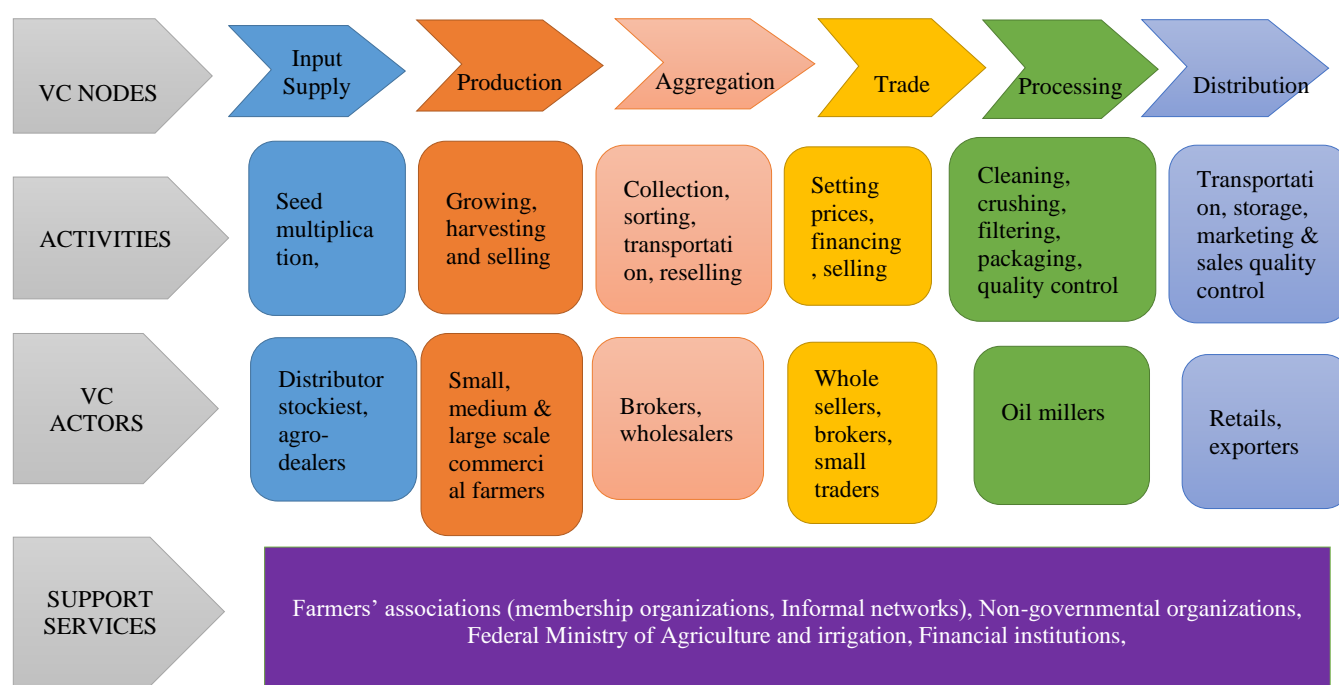 VC NODES
Input
Supply
Production
Aggregation
Trade
Processing
Distribution
ACTIVITIES
Seed
multiplica
tion,
Growing,
harvesting
and selling
Collection,
sorting,
transportati
on, reselling
Setting
prices,
financing
, selling
Cleaning,
crushing,
filtering,
packaging,
quality control
Transportati
on, storage,
marketing &
sales quality
control
VC
ACTORS
Distributor
stockiest,
agro-
dealers
Small,
medium &
large scale
commerci
al farmers
Brokers,
wholesalers
Whole
sellers,
brokers,
small
traders
Oil millers
Retails,
exporters
SUPPORT
SERVICES
Farmers’ associations (membership organizations, Informal networks), Non-governmental organizations,
Federal Ministry of Agriculture and irrigation, Financial institutions,